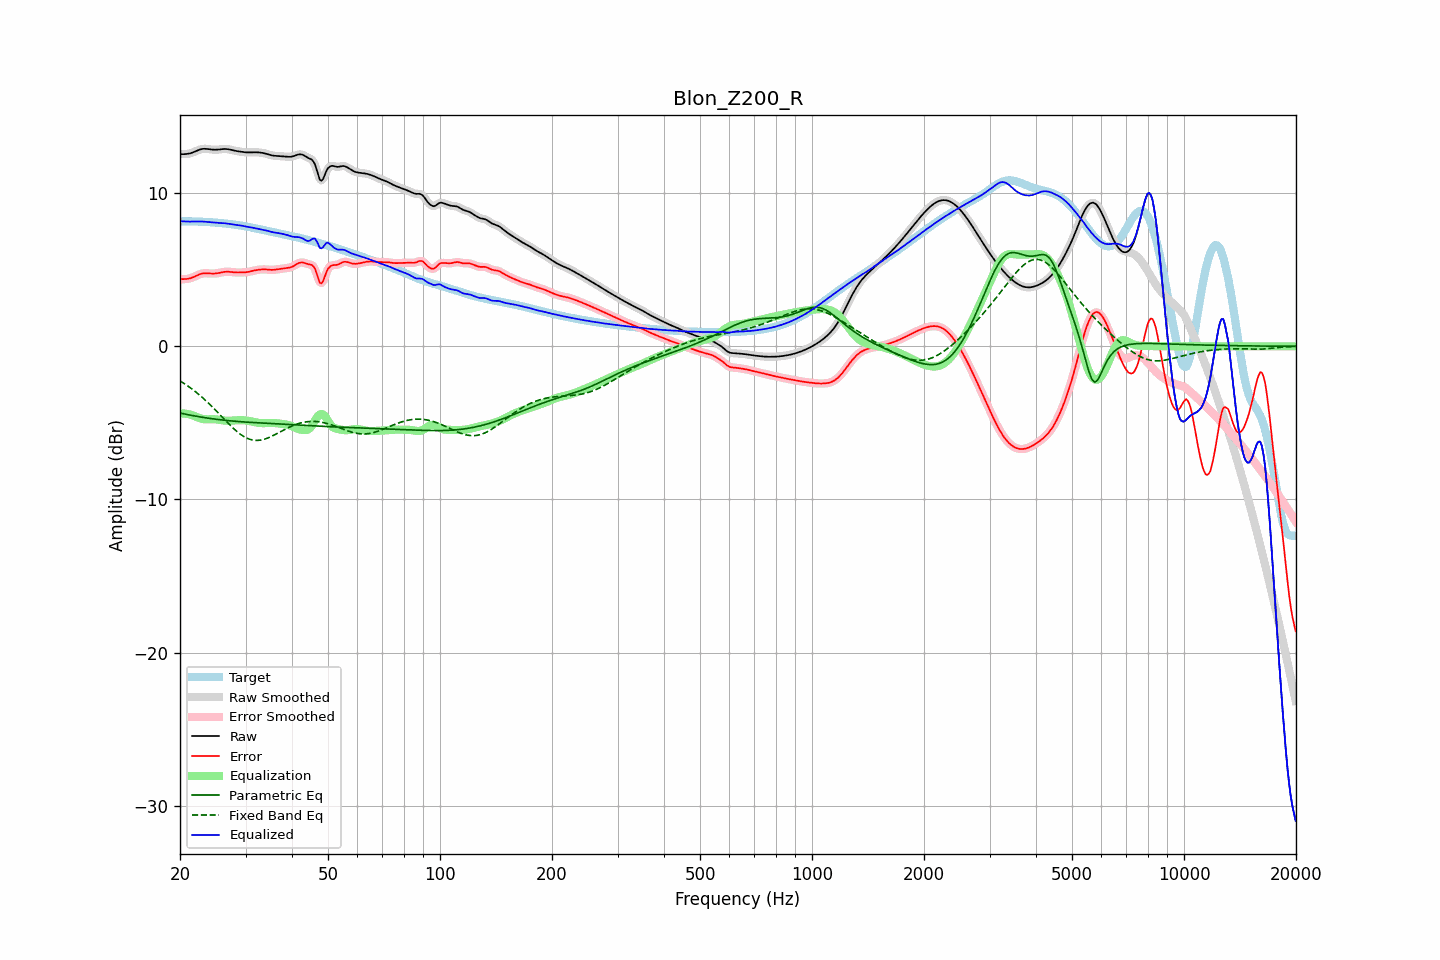 Blon_Z200_R
Amplitude (dBr)
10
0
−10
−20
−30
Target
Raw Smoothed
Error Smoothed
Raw
Error
Equalization
Parametric Eq
Fixed Band Eq
Equalized
20 50 100 200 500 1000 2000 5000 10000 20000
Frequency (Hz)